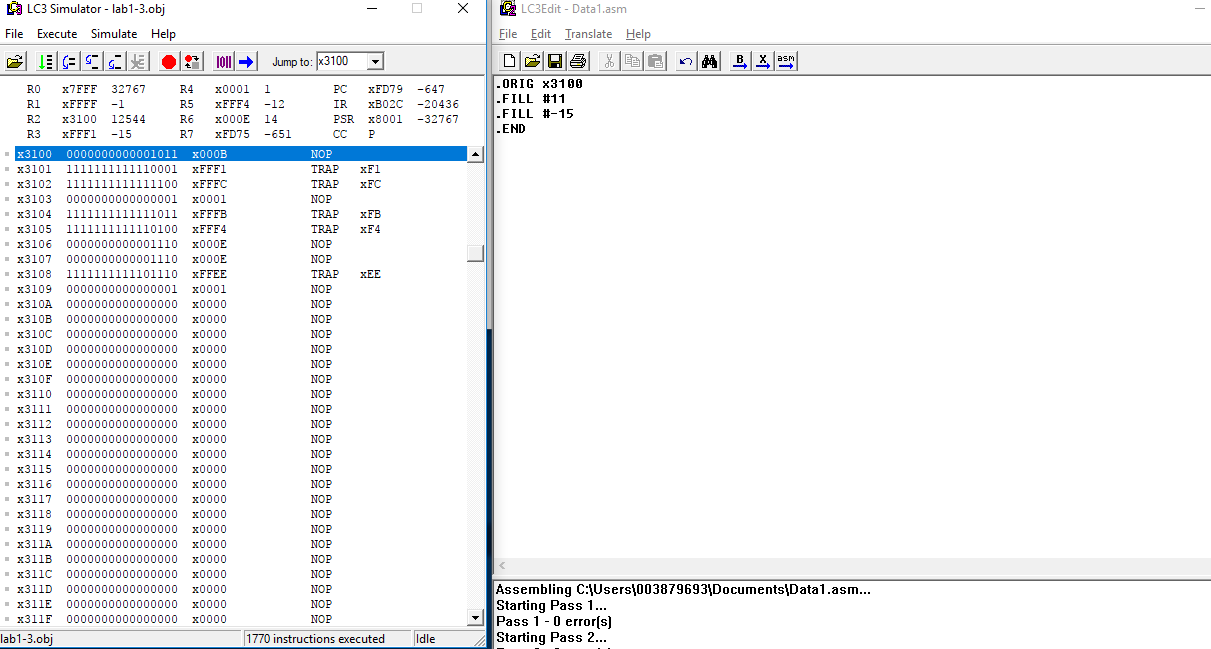 LC3 Simulator - lab1-3.obj
File Execute Simulate Help
Jump to: x3100
R0 x7FFF 32767 R4 x0001 1 PC xFD79 -647
R1 xFFFF -1 R5 xFFF4 -12 IR xB02C -20436
R2 x3100 12544 R6 x000E 14 PSR x8001 -32767
R3 xFFF1 -15 R7 xFD75 -651 CC P
x3100 0000000000001011 x000B NOP
x3101 1111111111110001 xFFF1 TRAP xF1
x3102 1111111111111100 xFFFC TRAP xFC
x3103 0000000000000001 x0001 NOP
x3104 1111111111111011 xFFFB TRAP xFB
x3105 1111111111110100 xFFF4 TRAP xF4
x3106 0000000000001110 x000E NOP
x3107 0000000000001110 x000E NOP
x3108 1111111111101110 xFFEE TRAP xEE
x3109 0000000000000001 x0001 NOP
x310A 0000000000000000 x0000 NOP
x310B 0000000000000000 x0000 NOP
x310C 0000000000000000 x0000 NOP
x310D 0000000000000000 x0000 NOP
x310E 0000000000000000 x0000 NOP
x310F 0000000000000000 x0000 NOP
x3110 0000000000000000 x0000 NOP
x3111 0000000000000000 x0000 NOP
x3112 0000000000000000 x0000 NOP
x3113 0000000000000000 x0000 NOP
x3114 0000000000000000 x0000 NOP
x3115 0000000000000000 x0000 NOP
x3116 0000000000000000 x0000 NOP
x3117 0000000000000000 x0000 NOP
x3118 0000000000000000 x0000 NOP
x3119 0000000000000000 x0000 NOP
x311A 0000000000000000 x0000 NOP
x311B 0000000000000000 x0000 NOP
x311C 0000000000000000 x0000 NOP
x311D 0000000000000000 x0000 NOP
x311E 0000000000000000 x0000 NOP
x311F 0000000000000000 x0000 NOP
lab1-3.obj 1770 instructions executed Idle
LC3Edit - Data1.asm
File Edit Translate Help
B X asm
.ORIG x3100
.FILL #11
.FILL #-15
.END
Assembling C:\Users\003879693\Documents\Data1.asm...
Starting Pass 1...
Pass 1 - 0 error(s)
Starting Pass 2...